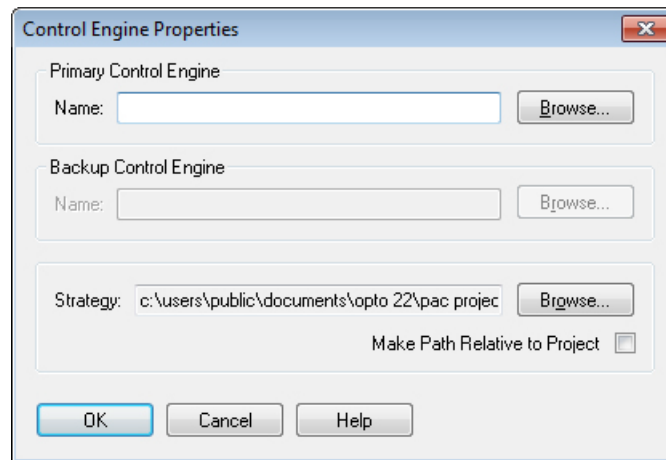 Control Engine Properties
Primary Control Engine
Name:
Browse...
Backup Control Engine
Name:
Browse...
Strategy: c:\users\public\documents\opto 22\pac projec Browse...
Make Path Relative to Project
OK Cancel Help